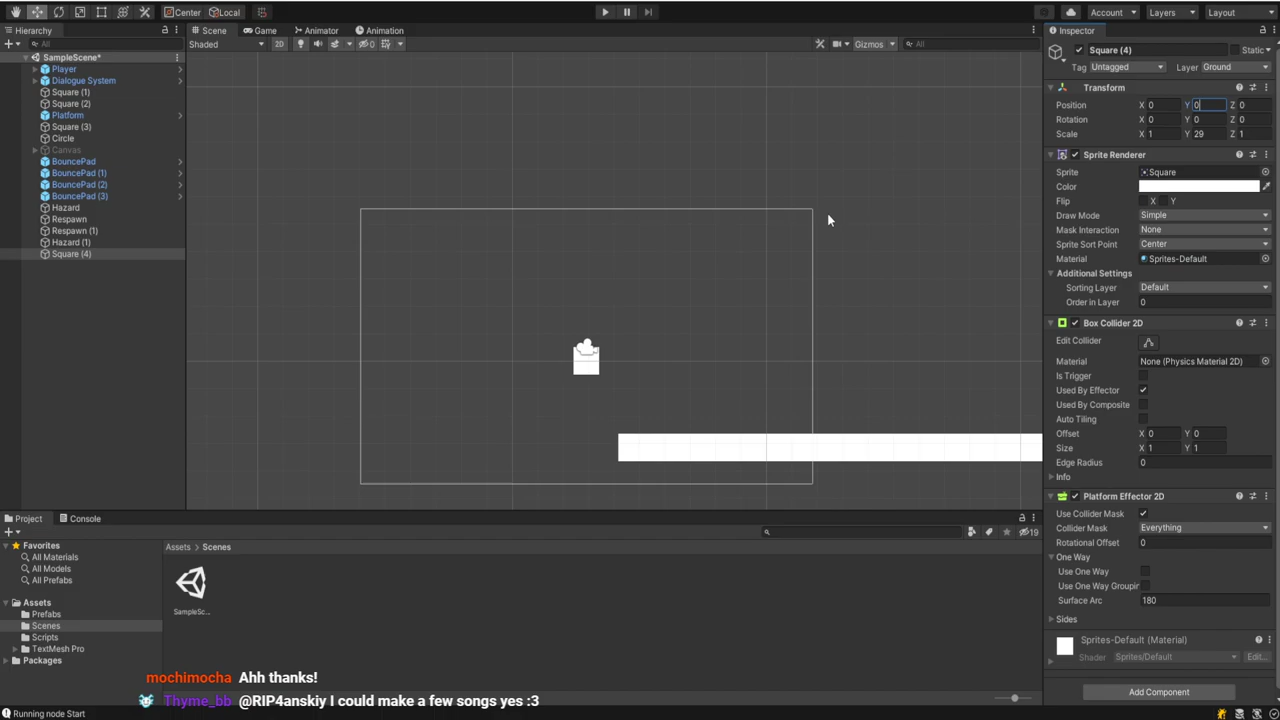 Center Local Account Layers Layout
Hierarchy Scene Game Animator Animation Inspector
All Shaded 2D 0 Gizmos All
SampleScene*
Player
Dialogue System
Square (1)
Square (2)
Platform
Square (3)
Circle
Canvas
BouncePad
BouncePad (1)
BouncePad (2)
BouncePad (3)
Hazard
Respawn
Respawn (1)
Hazard (1)
Square (4)
Square (4) Static
Tag Untagged Layer Ground
Transform
Position X 0 Y 0 Z 0
Rotation X 0 Y 0 Z 0
Scale X 1 Y 29 Z 1
Sprite Renderer
Sprite Square
Color
Flip X Y
Draw Mode Simple
Mask Interaction None
Sprite Sort Point Center
Material Sprites-Default
Additional Settings
Sorting Layer Default
Order in Layer 0
Box Collider 2D
Edit Collider
Material None (Physics Material 2D)
Is Trigger
Used By Effector
Used By Composite
Auto Tiling
Offset X 0 Y 0
Size X 1 Y 1
Edge Radius 0
Info
Platform Effector 2D
Use Collider Mask
Collider Mask Everything
Rotational Offset 0
One Way
Use One Way
Use One Way Groupin
Surface Arc 180
Sides
Sprites-Default (Material)
Shader Sprites/Default Edit...
Add Component
Project Console
19
Favorites
All Materials
All Models
All Prefabs
Assets
Prefabs
Scenes
Scripts
TextMesh Pro
Packages
Assets Scenes
SampleSc...
mochimocha Ahh thanks!
Thyme_bb @RIP4anskiy I could make a few songs yes :3
Running node Start